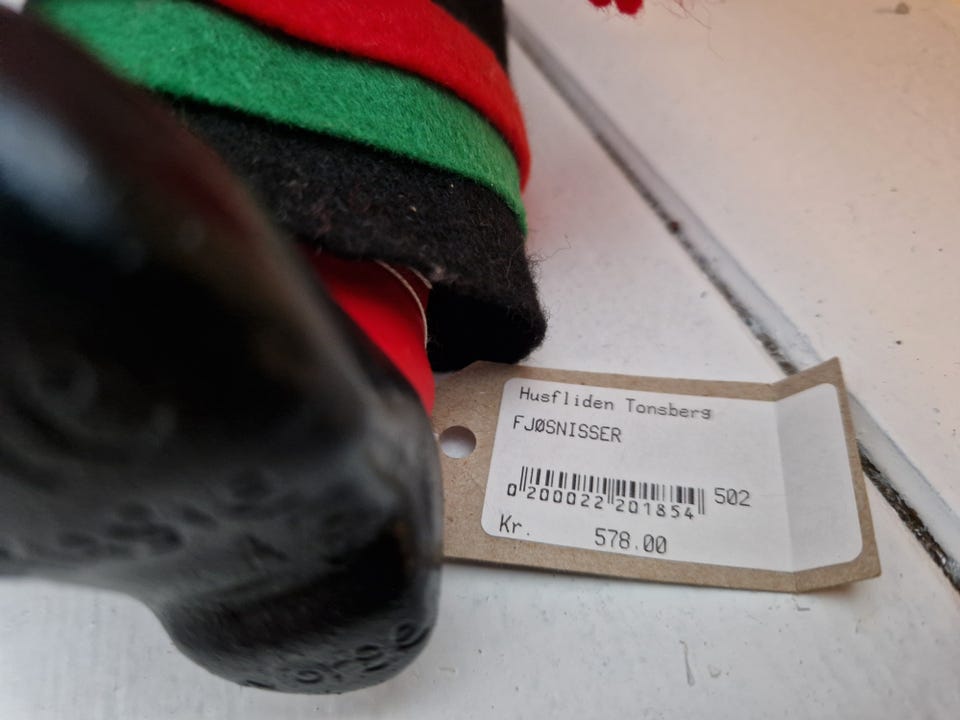 Husfliden Tonsberg
FJØSNISSER
0 200022 201854 502
Kr. 578.00